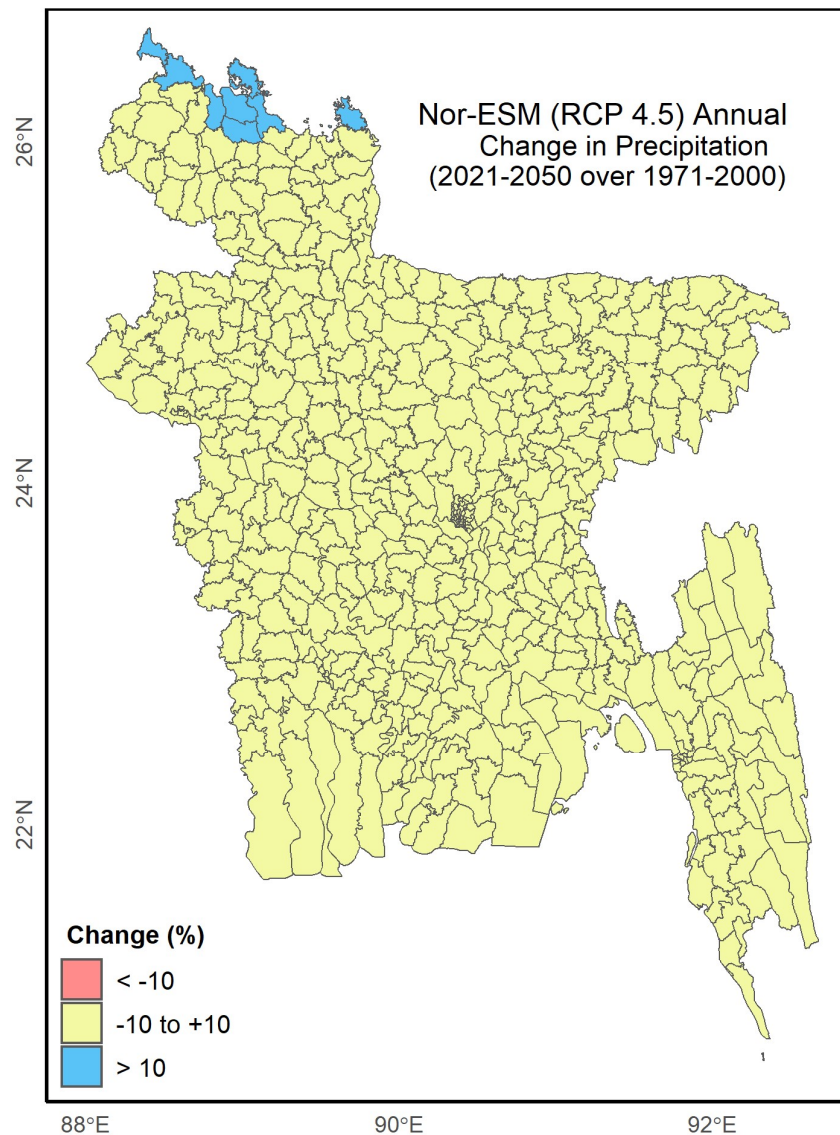 Nor-ESM (RCP 4.5) Annual
Change in Precipitation
(2021-2050 over 1971-2000)
26°N
24°N
22°N
Change (%)
< -10
-10 to +10
> 10
88°E
90°E
92°E